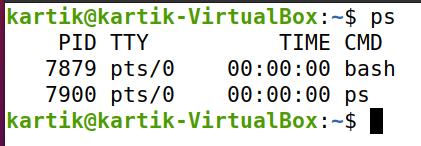 kartik@kartik-VirtualBox:~$ ps
    PID TTY          TIME CMD
   7879 pts/0    00:00:00 bash
   7900 pts/0    00:00:00 ps
kartik@kartik-VirtualBox:~$